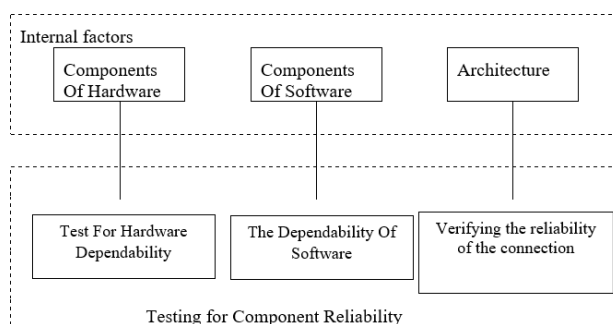 Internal factors
Components
Of Hardware
Components
Of Software
Architecture
Test For Hardware
Dependability
The Dependability Of
Software
Verifying the reliability
of the connection
Testing for Component Reliability